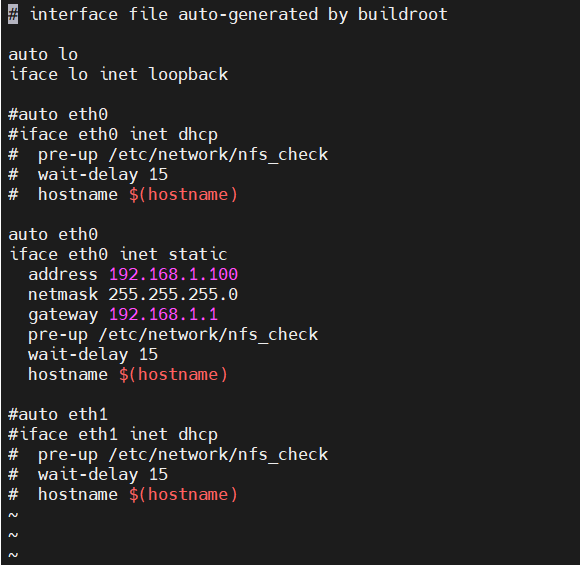 # interface file auto-generated by buildroot
auto lo
iface lo inet loopback
#auto eth0
#iface eth0 inet dhcp
#  pre-up /etc/network/nfs_check
#  wait-delay 15
#  hostname $(hostname)
auto eth0
iface eth0 inet static
  address 192.168.1.100
  netmask 255.255.255.0
  gateway 192.168.1.1
  pre-up /etc/network/nfs_check
  wait-delay 15
  hostname $(hostname)
#auto eth1
#iface eth1 inet dhcp
#  pre-up /etc/network/nfs_check
#  wait-delay 15
#  hostname $(hostname)
~
~
~